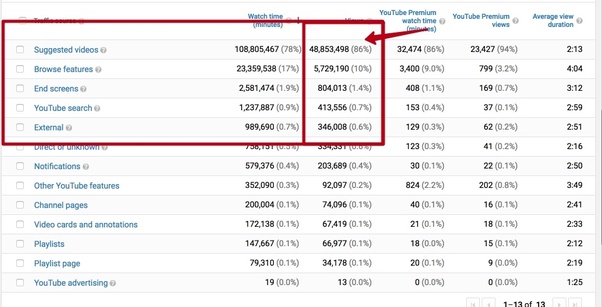 Traffic source Watch time (minutes) Views YouTube Premium watch time (minutes) YouTube Premium views Average view duration
Suggested videos 108,805,467 (78%) 48,853,498 (86%) 32,474 (86%) 23,427 (94%) 2:13
Browse features 23,359,538 (17%) 5,729,190 (10%) 3,400 (9.0%) 799 (3.2%) 4:04
End screens 2,581,474 (1.9%) 804,013 (1.4%) 408 (1.1%) 169 (0.7%) 3:12
YouTube search 1,237,887 (0.9%) 413,556 (0.7%) 153 (0.4%) 37 (0.1%) 2:59
External 989,690 (0.7%) 346,008 (0.6%) 129 (0.3%) 62 (0.2%) 2:51
Direct or unknown 758,151 (0.5%) 334,331 (0.6%) 123 (0.3%) 41 (0.2%) 2:16
Notifications 579,376 (0.4%) 203,689 (0.4%) 30 (0.1%) 22 (0.1%) 2:50
Other YouTube features 352,090 (0.3%) 92,097 (0.2%) 824 (2.2%) 202 (0.8%) 3:49
Channel pages 200,004 (0.1%) 74,096 (0.1%) 40 (0.1%) 16 (0.1%) 2:41
Video cards and annotations 172,138 (0.1%) 67,419 (0.1%) 21 (0.1%) 18 (0.1%) 2:33
Playlists 147,667 (0.1%) 66,977 (0.1%) 18 (0.0%) 15 (0.1%) 2:12
Playlist page 79,310 (0.1%) 34,178 (0.1%) 20 (0.1%) 9 (0.0%) 2:19
YouTube advertising 19 (0.0%) 13 (0.0%) 0 (0.0%) 0 (0.0%) 1:25
1–13 of 13